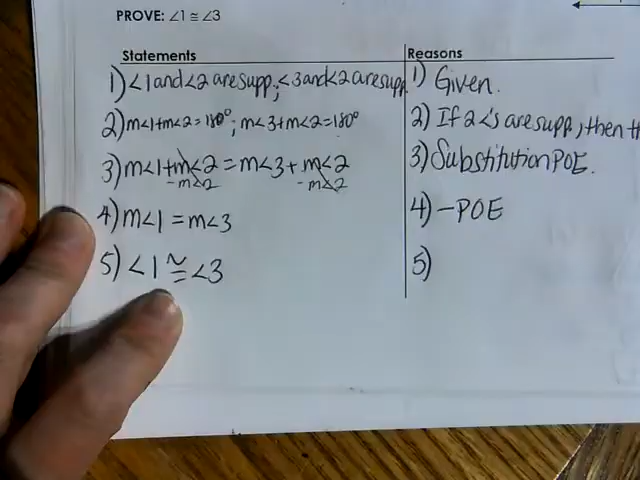 PROVE: ∠1 ≅ ∠3
Statements Reasons
1) <1 and <2 are supp.; <3 and <2 are supp. 1) Given.
2) m<1+m<2=180°; m<3+m<2=180° 2) If 2 <'s are supp, then
3) m<1+m<2=m<3+m<2 3) Substitution POE.
-m<2 -m<2
4) m<1=m<3 4) -POE
5) <1≅<3 5)